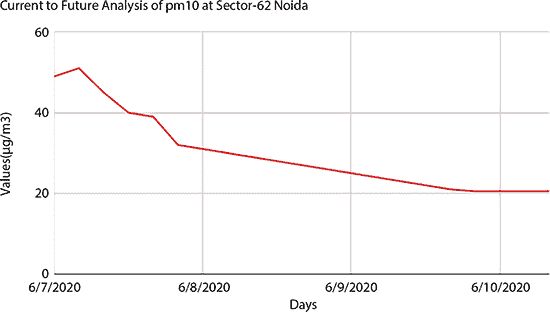 Current to Future Analysis of pm10 at Sector-62 Noida
60
40
20
0
Values(µg/m3)
6/7/2020 6/8/2020 6/9/2020 6/10/2020
Days